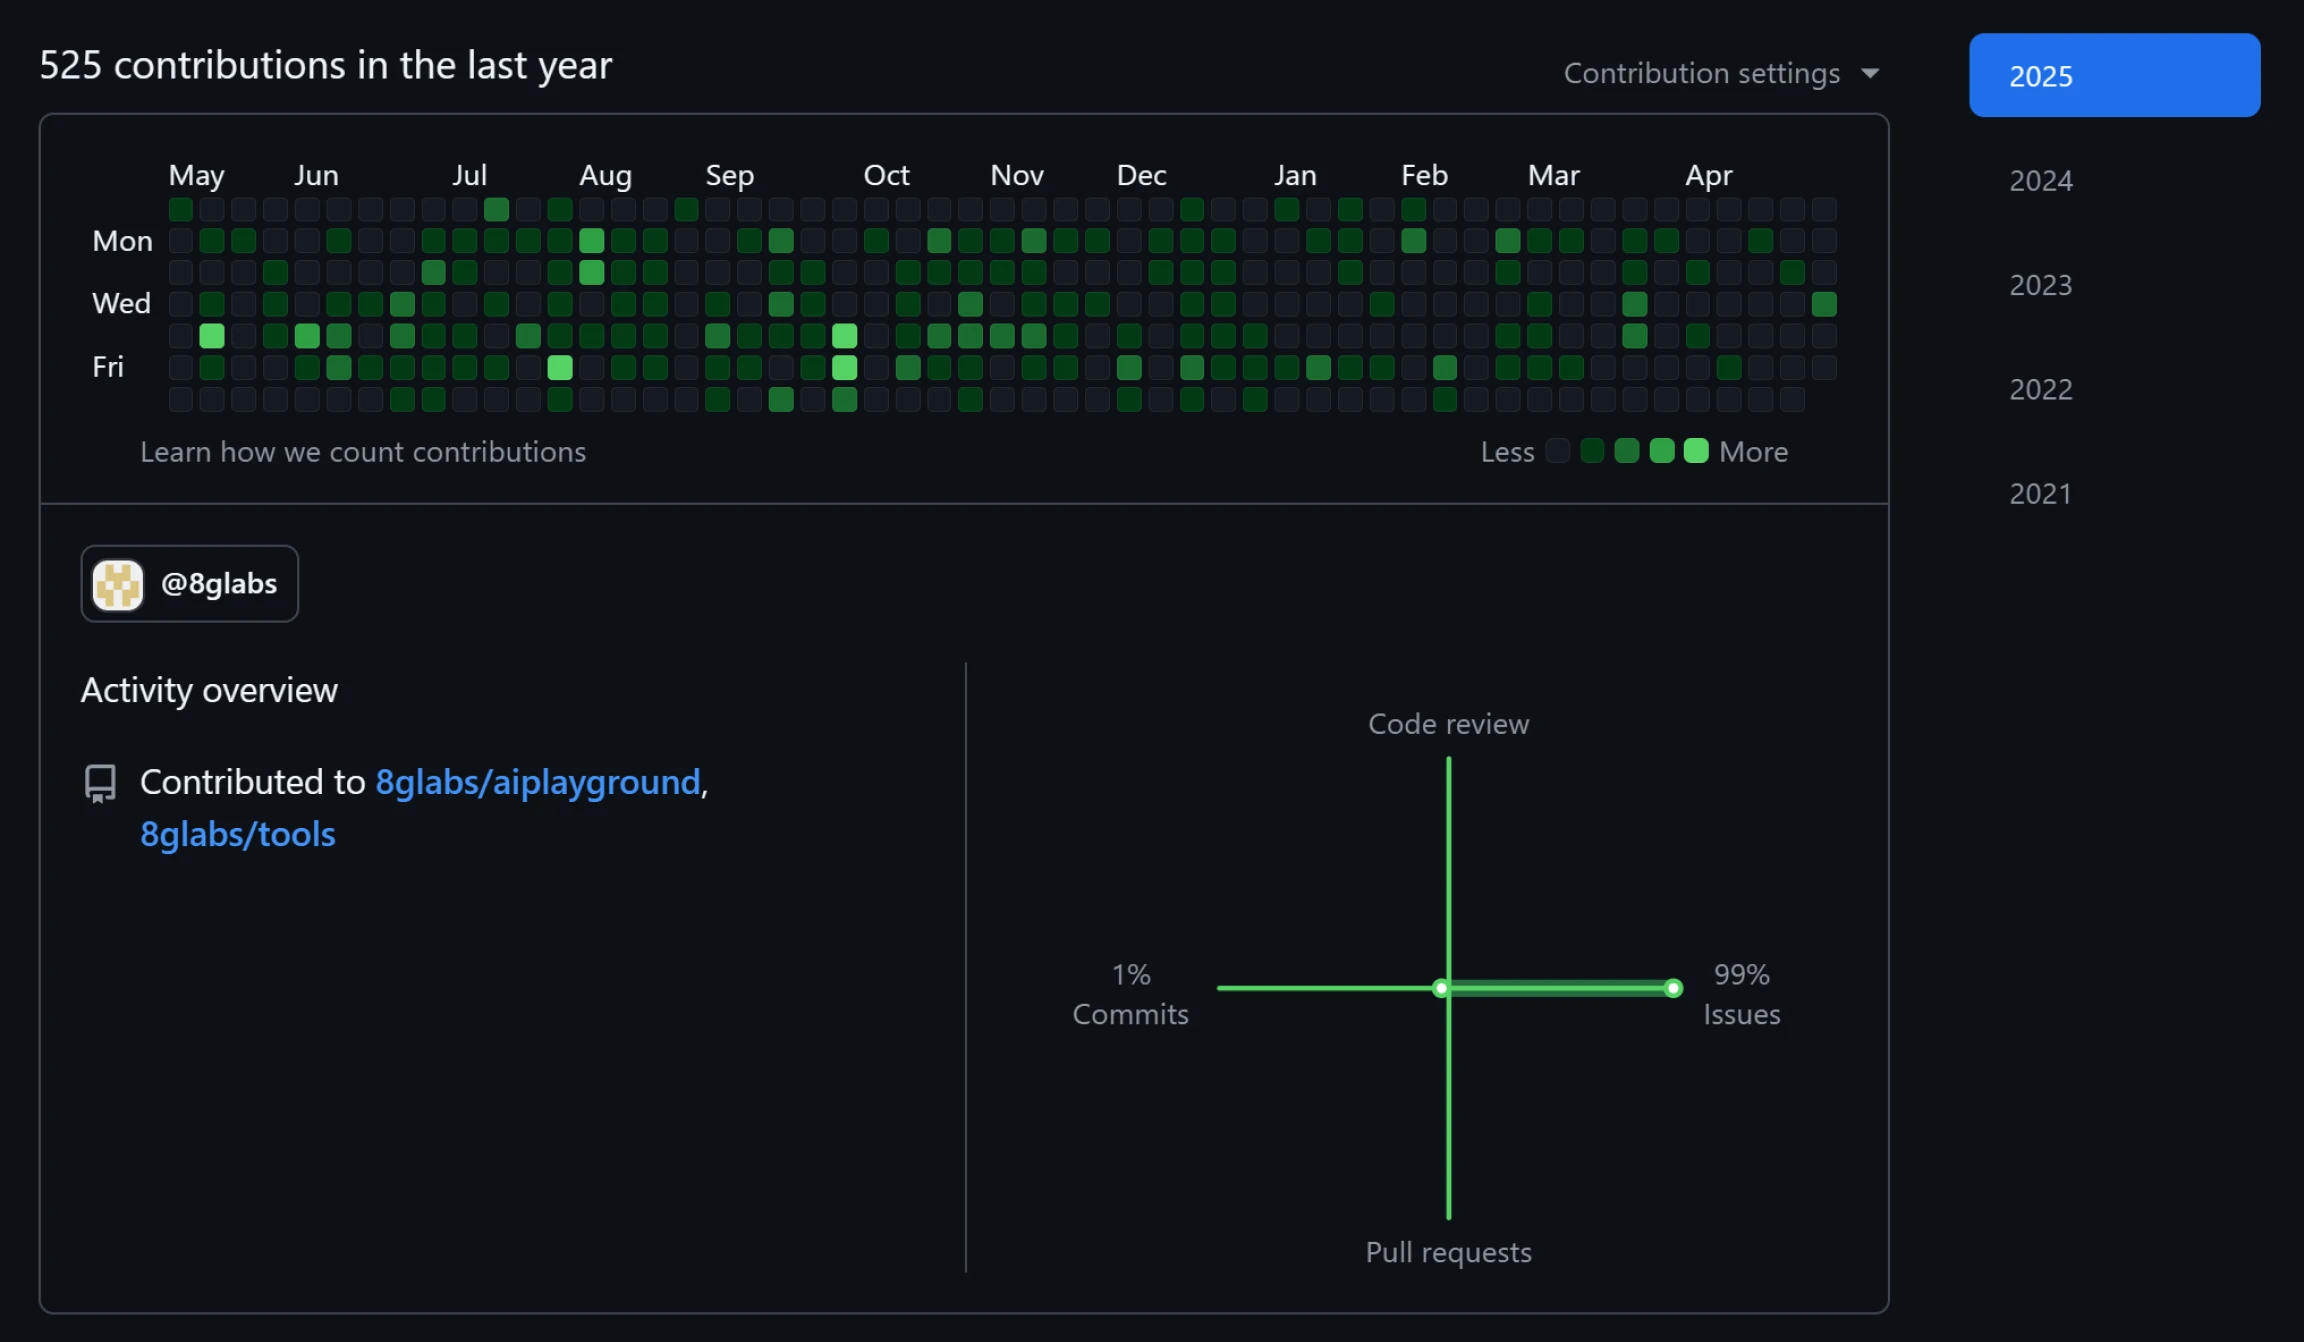 525 contributions in the last year
Contribution settings
2025
2024
2023
2022
2021
May Jun Jul Aug Sep Oct Nov Dec Jan Feb Mar Apr
Mon
Wed
Fri
Learn how we count contributions
Less More
@8glabs
Activity overview
Contributed to 8glabs/aiplayground,
8glabs/tools
Code review
1%
Commits
99%
Issues
Pull requests